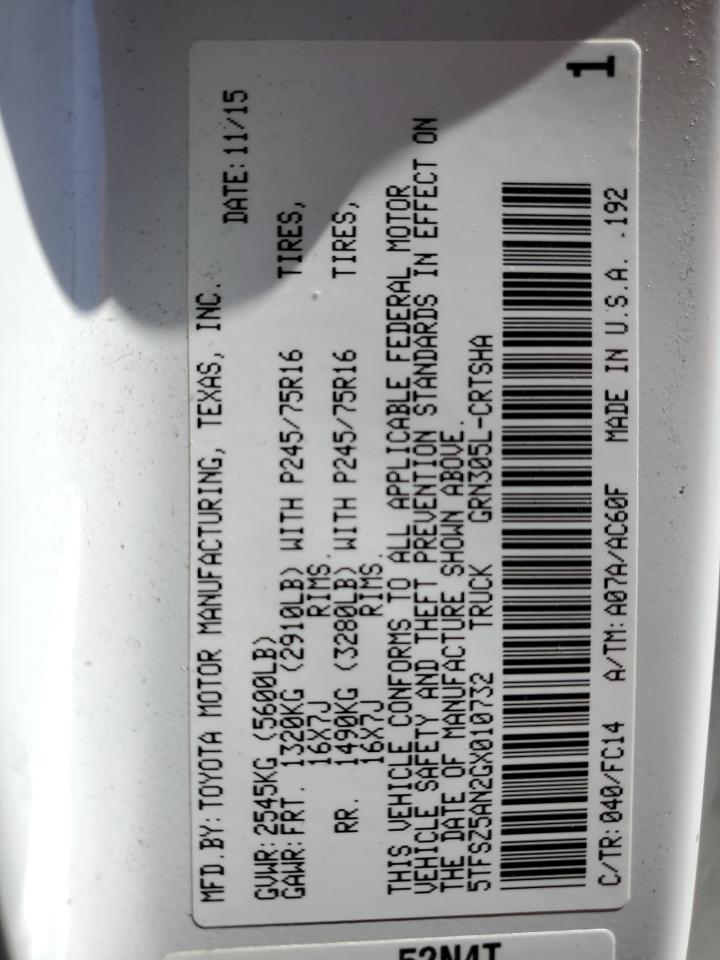 MFD.BY:TOYOTA MOTOR MANUFACTURING, TEXAS, INC.
DATE:11/15
GVWR:2545KG (5600LB)
GAWR:FRT. 1320KG (2910LB) WITH P245/75R16 TIRES,
16X7J RIMS.
RR. 1490KG (3280LB) WITH P245/75R16 TIRES,
16X7J RIMS.
THIS VEHICLE CONFORMS TO ALL APPLICABLE FEDERAL MOTOR
VEHICLE SAFETY AND THEFT PREVENTION STANDARDS IN EFFECT ON
THE DATE OF MANUFACTURE SHOWN ABOVE.
5TFSZ5AN2GX010732 TRUCK GRN305L-CRTSHA
C/TR:040/FC14 A/TM:A07A/AC60F MADE IN U.S.A. -192
1